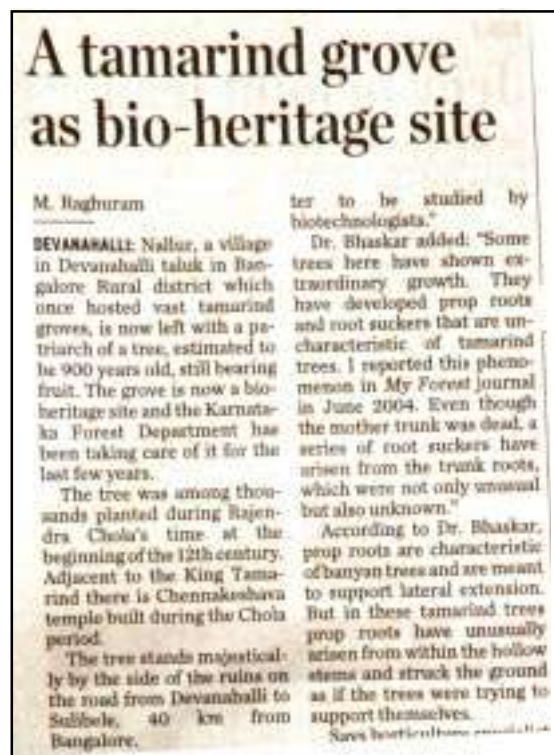 A tamarind grove
as bio-heritage site
M. Raghuram
DEVANAHALLI: Nallur, a village
in Devanahalli taluk in Ban-
galore Rural district which
once hosted vast tamarind
groves, is now left with a pa-
triarch of a tree, estimated to
be 900 years old, still bearing
fruit. The grove is now a bio-
heritage site and the Karnata-
ka Forest Department has
been taking care of it for the
last few years.
The tree was among thou-
sands planted during Rajen-
dra Chola's time at the
beginning of the 12th century.
Adjacent to the King Tama-
rind there is Chennakeshava
temple built during the Chola
period.
The tree stands majestical-
ly by the side of the ruins on
the road from Devanahalli to
Sulibele, 40 km from
Bangalore.
ter to be studied by
biotechnologists."
Dr. Bhaskar added: "Some
trees here have shown ex-
traordinary growth. They
have developed prop roots
and root suckers that are un-
characteristic of tamarind
trees. I reported this pheno-
menon in My Forest journal
in June 2004. Even though
the mother trunk was dead, a
series of root suckers have
arisen from the trunk roots,
which were not only unusual
but also unknown."
According to Dr. Bhaskar,
prop roots are characteristic
of banyan trees and are meant
to support lateral extension.
But in these tamarind trees
prop roots have unusually
arisen from within the hollow
stems and struck the ground
as if the trees were trying to
support themselves.
Says horticulture